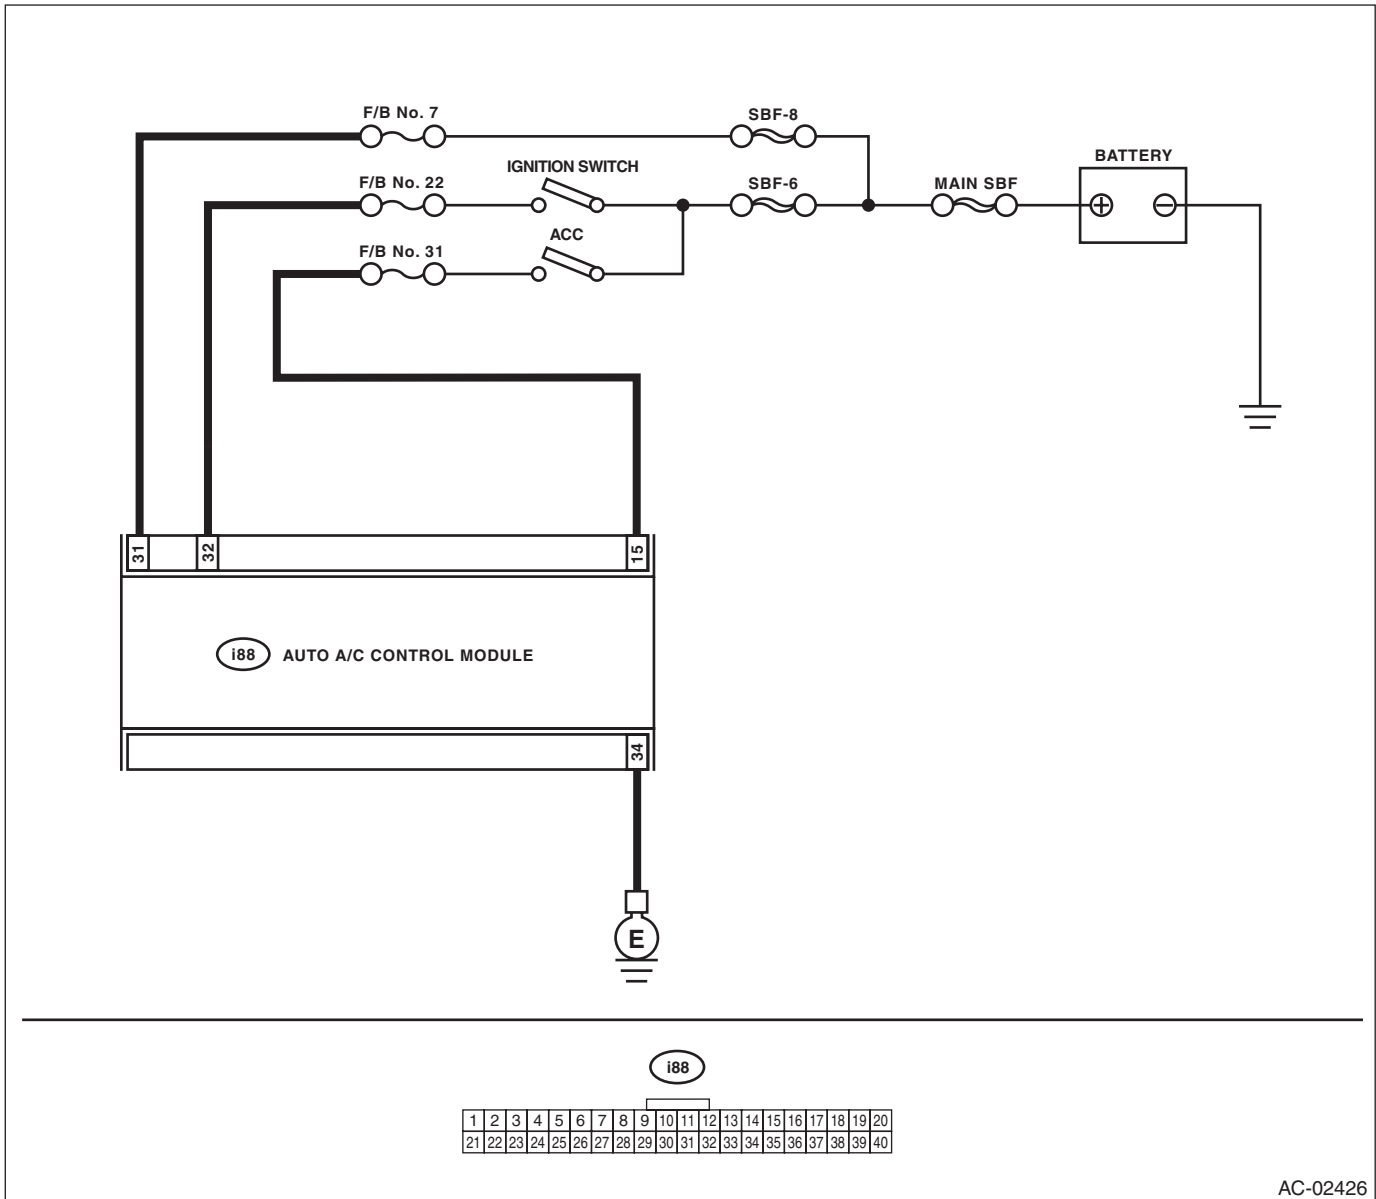 F/B No. 7
SBF-8
BATTERY
IGNITION SWITCH
F/B No. 22
SBF-6
MAIN SBF
ACC
F/B No. 31
31
32
15
i88 AUTO A/C CONTROL MODULE
34
E
i88
1 2 3 4 5 6 7 8 9 10 11 12 13 14 15 16 17 18 19 20
21 22 23 24 25 26 27 28 29 30 31 32 33 34 35 36 37 38 39 40
AC-02426